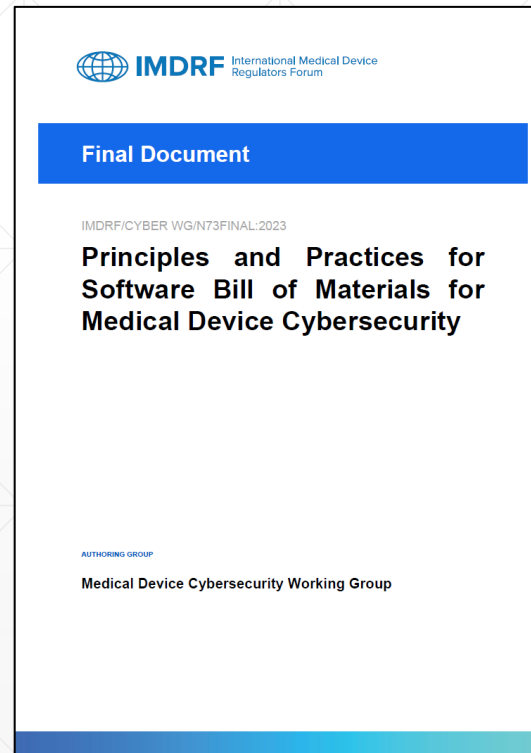 IMDRF International Medical Device
Regulators Forum
Final Document
IMDRF/CYBER WG/N73FINAL:2023
Principles and Practices for
Software Bill of Materials for
Medical Device Cybersecurity
AUTHORING GROUP
Medical Device Cybersecurity Working Group